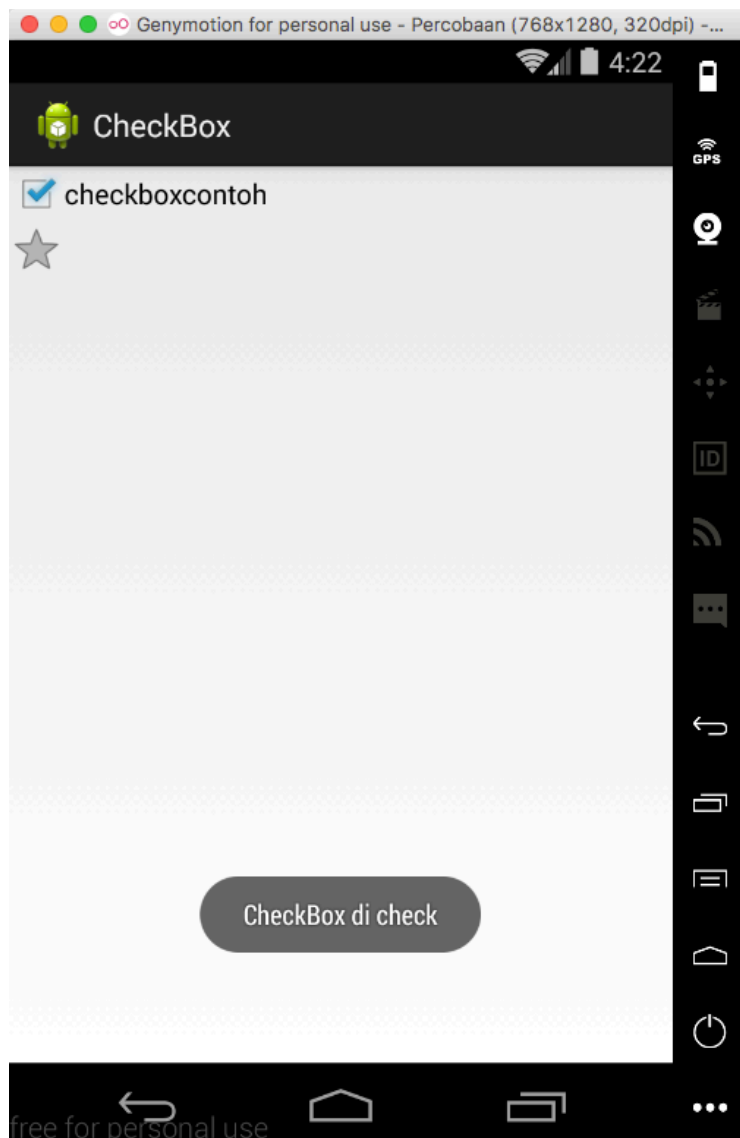 Genymotion for personal use - Percobaan (768x1280, 320dpi) -...
4:22
CheckBox
GPS
checkboxcontoh
ID
CheckBox di check
free for personal use